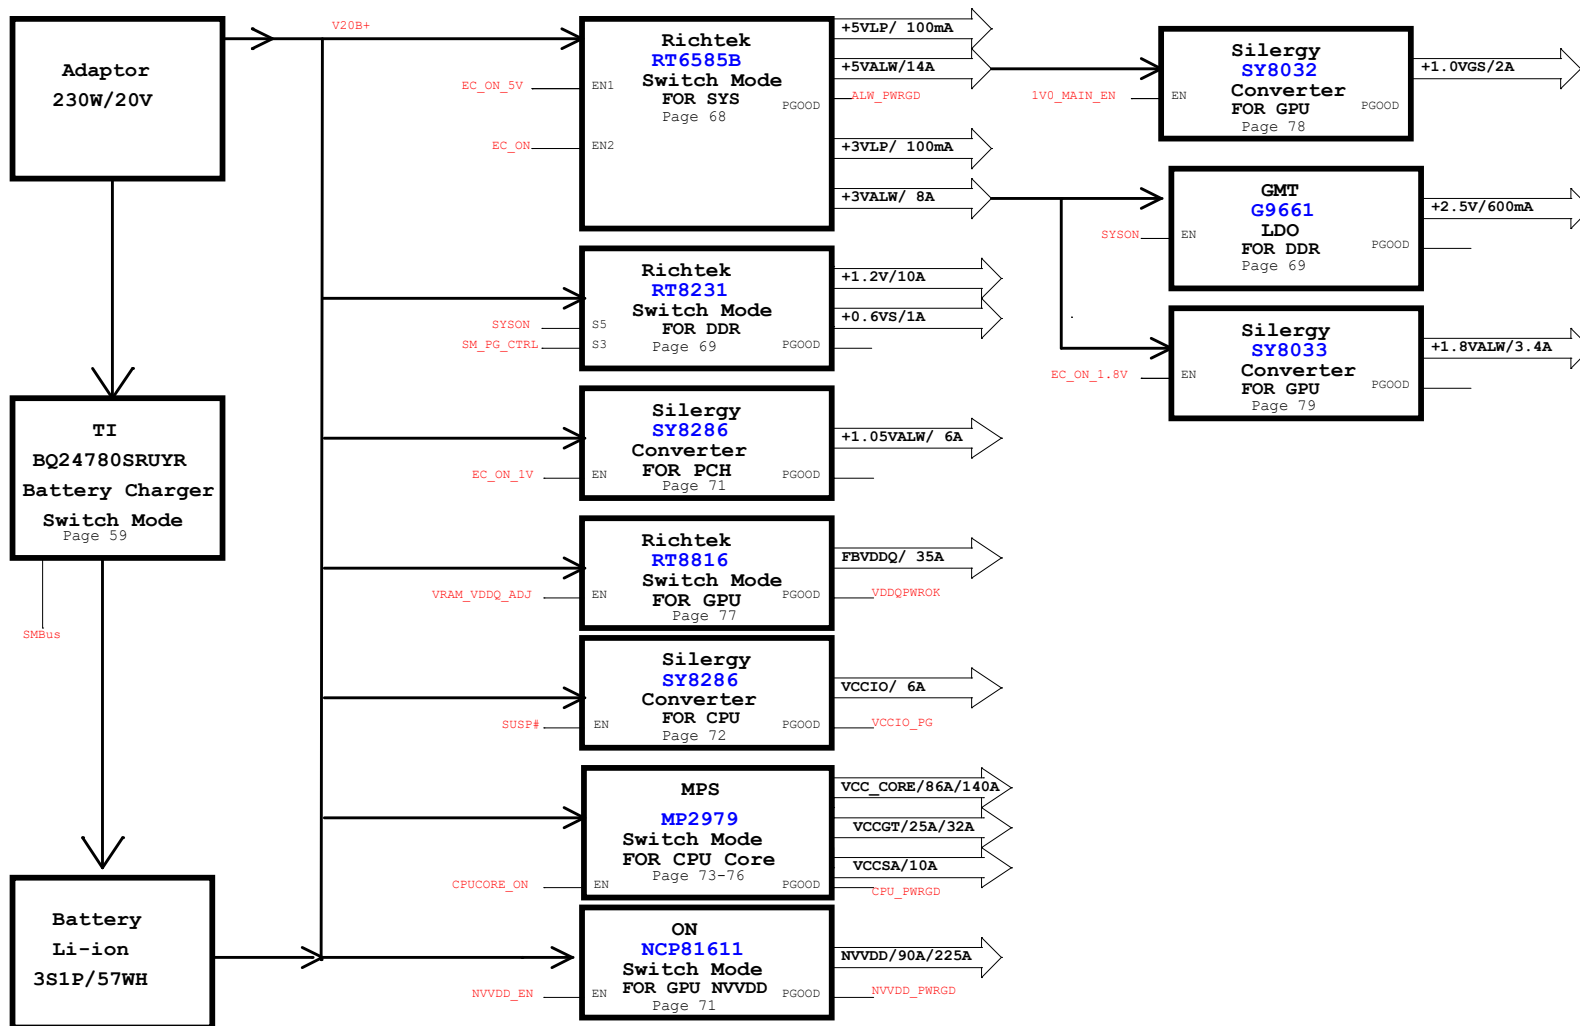 Adaptor
230W/20V
V20B+
TI
BQ24780SRUYR
Battery Charger
Switch Mode
Page 59
SMBus
Battery
Li-ion
3S1P/57WH
Richtek
RT6585B
Switch Mode
FOR SYS
Page 68
EC_ON_5V
EN1
EC_ON
EN2
PGOOD
+5VLP/ 100mA
+5VALW/14A
ALW_PWRGD
+3VLP/ 100mA
+3VALW/ 8A
Silergy
SY8032
Converter
FOR GPU
Page 78
1V0_MAIN_EN
EN
PGOOD
+1.0VGS/2A
GMT
G9661
LDO
FOR DDR
Page 69
SYSON
EN
PGOOD
+2.5V/600mA
Silergy
SY8033
Converter
FOR GPU
Page 79
EC_ON_1.8V
EN
PGOOD
+1.8VALW/3.4A
Richtek
RT8231
Switch Mode
FOR DDR
Page 69
SYSON
S5
SM_PG_CTRL
S3
PGOOD
+1.2V/10A
+0.6VS/1A
Silergy
SY8286
Converter
FOR PCH
Page 71
EC_ON_1V
EN
PGOOD
+1.05VALW/ 6A
Richtek
RT8816
Switch Mode
FOR GPU
Page 77
VRAM_VDDQ_ADJ
EN
PGOOD
FBVDDQ/ 35A
VDDQPWROK
Silergy
SY8286
Converter
FOR CPU
Page 72
SUSP#
EN
PGOOD
VCCIO/ 6A
VCCIO_PG
MPS
MP2979
Switch Mode
FOR CPU Core
Page 73-76
CPUCORE_ON
EN
PGOOD
VCC_CORE/86A/140A
VCCGT/25A/32A
VCCSA/10A
CPU_PWRGD
ON
NCP81611
Switch Mode
FOR GPU NVVDD
Page 71
NVVDD_EN
EN
PGOOD
NVVDD/90A/225A
NVVDD_PWRGD